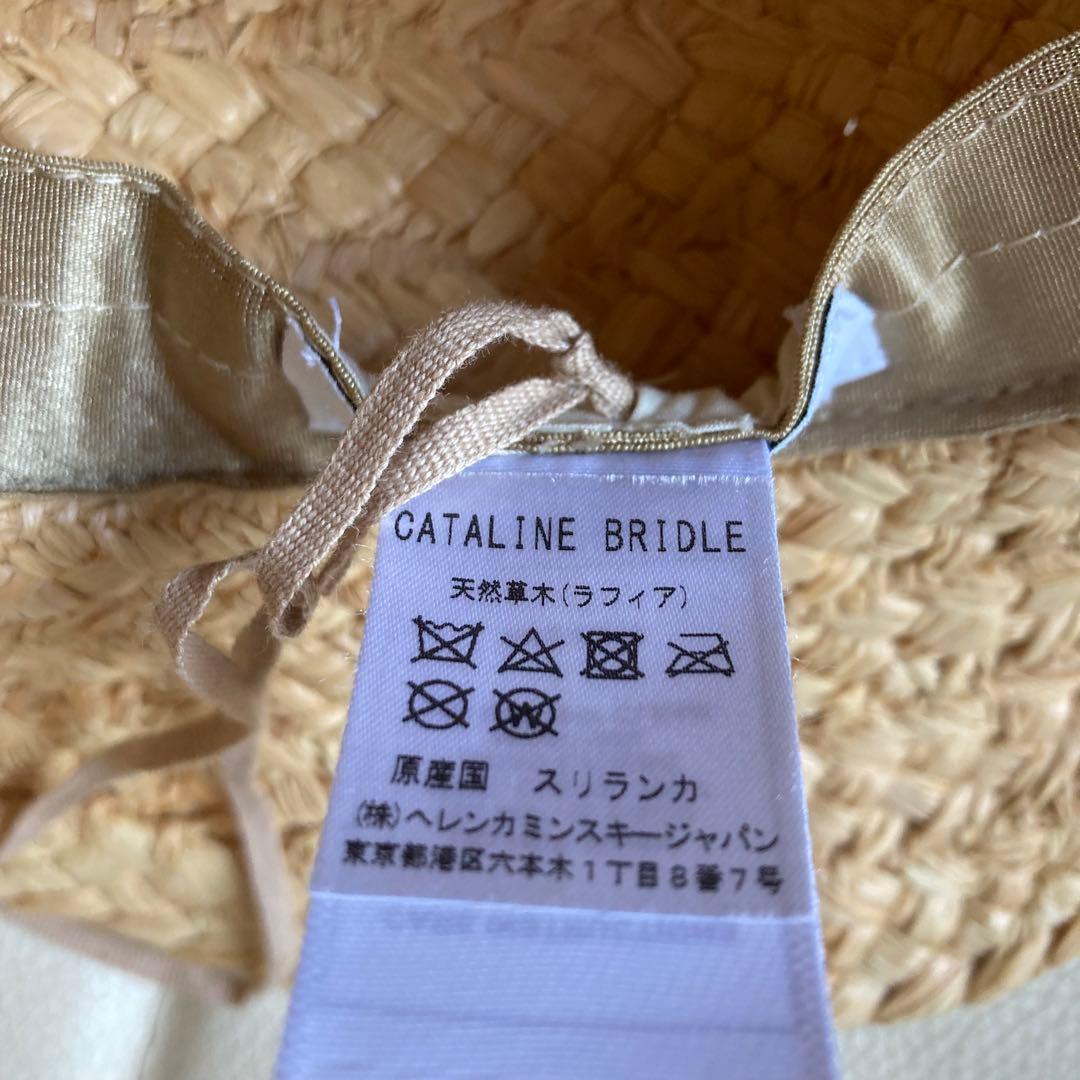 CATALINE BRIDLE
天然草木(ラフィア)
W
原産国 スリランカ
(株)ヘレンカミンスキージャパン
東京都港区六本木1丁目8番7号